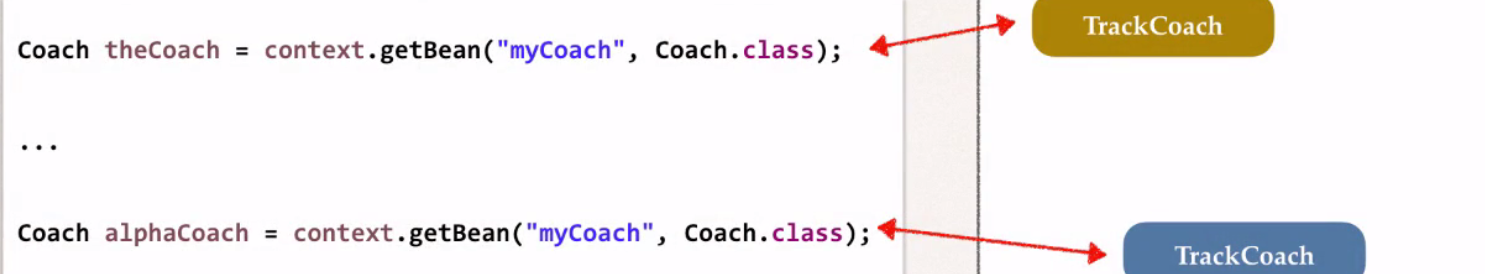 TrackCoach
Coach theCoach = context.getBean("myCoach", Coach.class);
...
Coach alphaCoach = context.getBean("myCoach", Coach.class);
TrackCoach